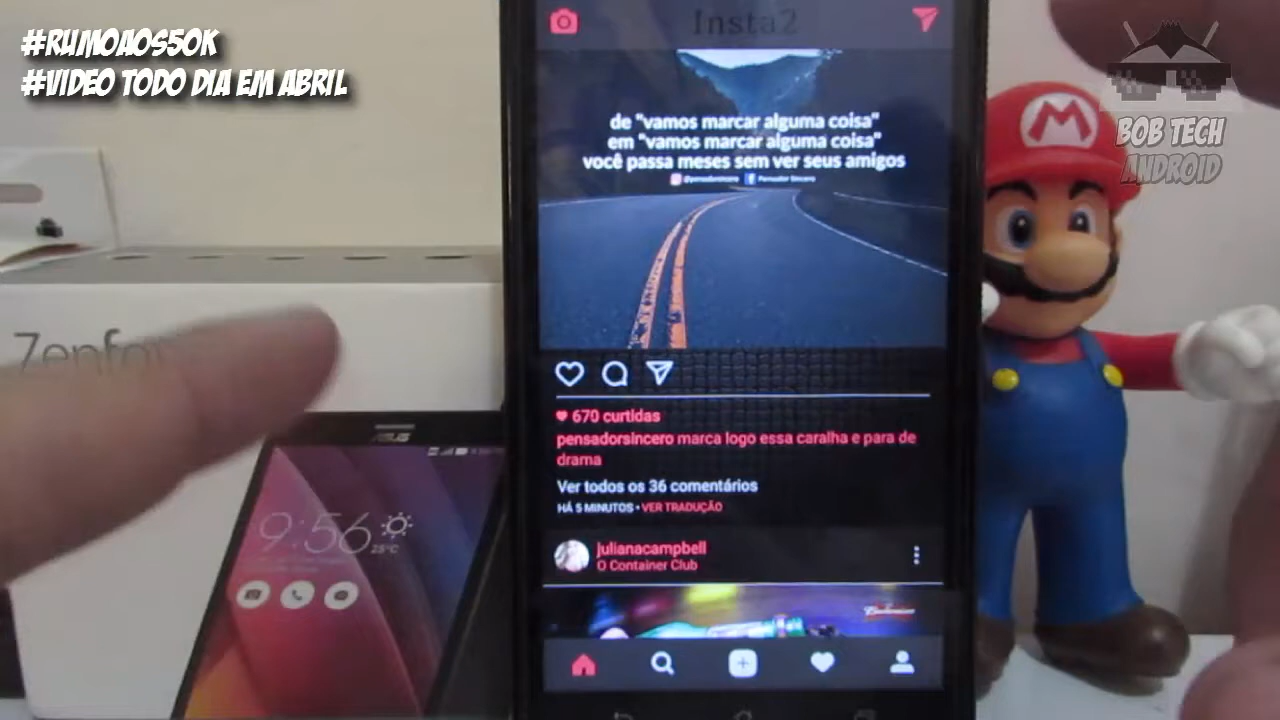 #RUMOAOS50K
#VIDEO TODO DIA EM ABRIL
BOB TECH
ANDROID
Insta2
de "vamos marcar alguma coisa"
em "vamos marcar alguma coisa"
você passa meses sem ver seus amigos
@pensadorsincero Pensador Sincero
670 curtidas
pensadorsincero marca logo essa caralha e para de
drama
Ver todos os 36 comentários
HÁ 5 MINUTOS • VER TRADUÇÃO
julianacampbell
O Container Club
Budweiser
ASUS
9:56
25°C
M